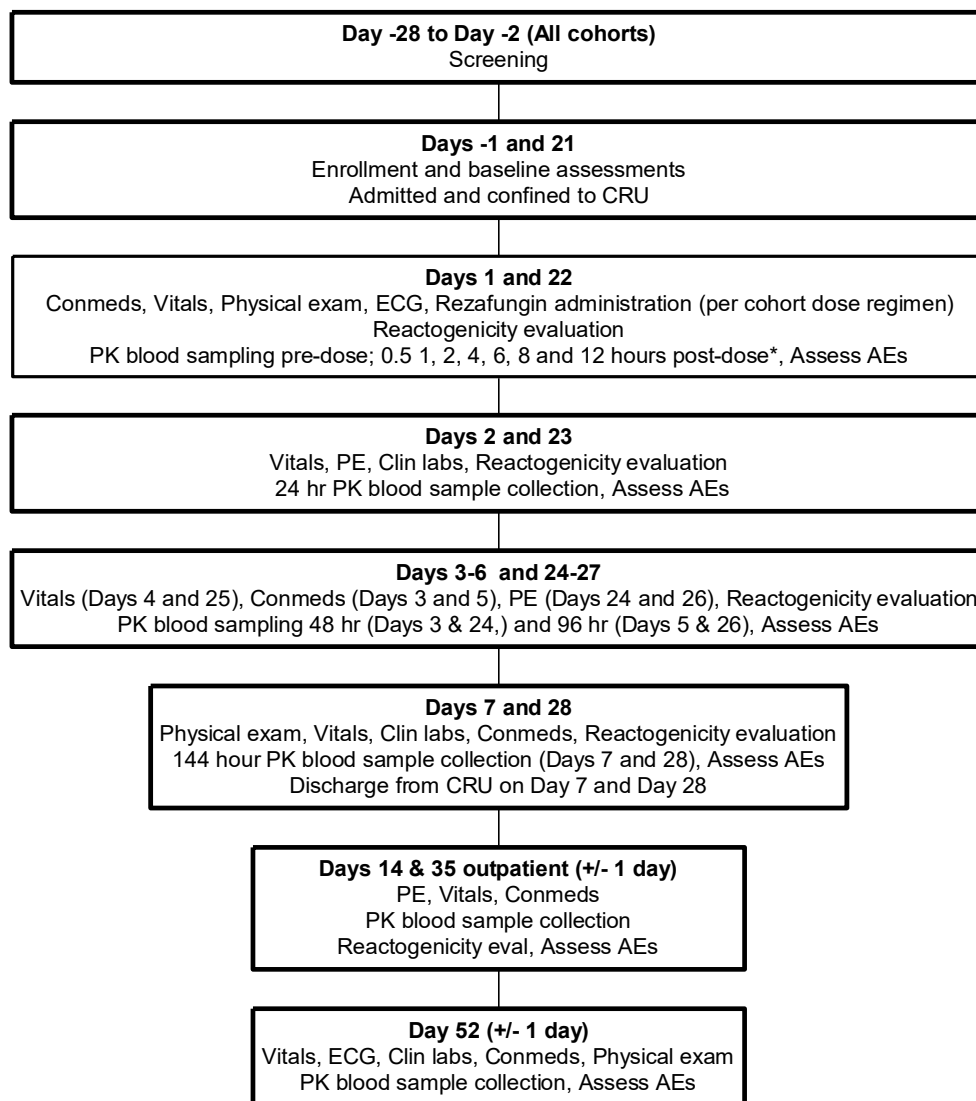 Day -28 to Day -2 (All cohorts)
Screening
Days -1 and 21
Enrollment and baseline assessments
Admitted and confined to CRU
Days 1 and 22
Conmeds, Vitals, Physical exam, ECG, Rezafungin administration (per cohort dose regimen)
Reactogenicity evaluation
PK blood sampling pre-dose; 0.5 1, 2, 4, 6, 8 and 12 hours post-dose*, Assess AEs
Days 2 and 23
Vitals, PE, Clin labs, Reactogenicity evaluation
24 hr PK blood sample collection, Assess AEs
Days 3-6 and 24-27
Vitals (Days 4 and 25), Conmeds (Days 3 and 5), PE (Days 24 and 26), Reactogenicity evaluation
PK blood sampling 48 hr (Days 3 & 24,) and 96 hr (Days 5 & 26), Assess AEs
Days 7 and 28
Physical exam, Vitals, Clin labs, Conmeds, Reactogenicity evaluation
144 hour PK blood sample collection (Days 7 and 28), Assess AEs
Discharge from CRU on Day 7 and Day 28
Days 14 & 35 outpatient (+/- 1 day)
PE, Vitals, Conmeds
PK blood sample collection
Reactogenicity eval, Assess AEs
Day 52 (+/- 1 day)
Vitals, ECG, Clin labs, Conmeds, Physical exam
PK blood sample collection, Assess AEs